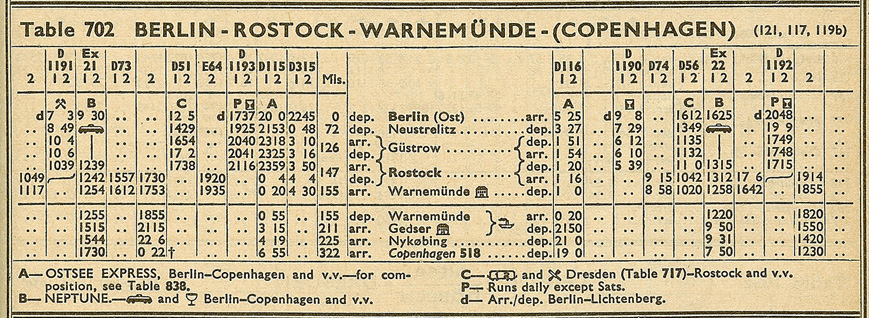 Table 702 BERLIN - ROSTOCK - WARNEMÜNDE - (COPENHAGEN) (121, 117, 119b)
D Ex D D Ex D
1191 21 D73 D51 E64 1193 D115 D315 D116 1190 D74 D56 22 1192
2 1 2 1 2 1 2 2 1 2 1 2 1 2 1 2 1 2 Mls. 1 2 1 2 1 2 1 2 1 2 2 1 2 2
B C P A A C B P
d 7 3 9 30 .. .. 12 5 d 1737 20 0 2245 0 dep. Berlin (Ost) ......... arr. 5 25 d 9 8 .. 1612 1625 d 2048 ..
.. 8 49 .. .. 1429 .. 1925 2153 0 48 72 dep. Neustrelitz ......... dep. 3 27 .. 7 29 .. 1349 .. 19 9 ..
.. 10 4 .. .. 1654 .. 2040 2318 3 10 126 arr. Güstrow ......... dep. 1 51 .. 6 12 .. 1135 .. 1749 ..
.. 10 6 .. .. 17 2 .. 2041 2325 3 16 dep. arr. 1 54 .. 6 10 .. 1132 .. 1748 ..
.. 1039 1239 .. .. 1738 .. 2116 2359 3 50 147 arr. Rostock ......... dep. 1 20 .. 5 39 .. 11 0 1315 .. 1715 ..
1049 1242 1557 1730 .. 1920 .. 0 4 4 4 dep. arr. 1 16 .. .. 9 15 1042 1312 17 6 .. 1914
1117 .. 1254 1612 1753 .. 1935 .. 0 20 4 30 155 arr. Warnemünde ......... dep. 1 0 .. .. 8 58 1020 1258 1642 .. 1855
.. .. 1255 .. 1855 .. .. .. 0 55 .. 155 dep. Warnemünde arr. 0 20 .. .. .. .. 1220 .. .. 1820
.. .. 1515 .. 2115 .. .. .. 3 15 .. 211 arr. Gedser dep. 2150 .. .. .. .. 9 50 .. .. 1550
.. .. 1544 .. 22 6 .. .. .. 4 19 .. 225 arr. Nykøbing ......... dep. 21 0 .. .. .. .. 9 31 .. .. 1420
.. .. 1730 .. 0 22 † .. .. 6 55 .. 322 arr. Copenhagen 518 ......... dep. 19 0 .. .. .. .. 7 20 .. .. 1230
A— OSTSEE EXPRESS, Berlin–Copenhagen and v.v.—for com-
position, see Table 838.
B— NEPTUNE.— and Berlin–Copenhagen and v.v.
C— and Dresden (Table 717)–Rostock and v.v.
P— Runs daily except Sats.
d— Arr./dep. Berlin–Lichtenberg.